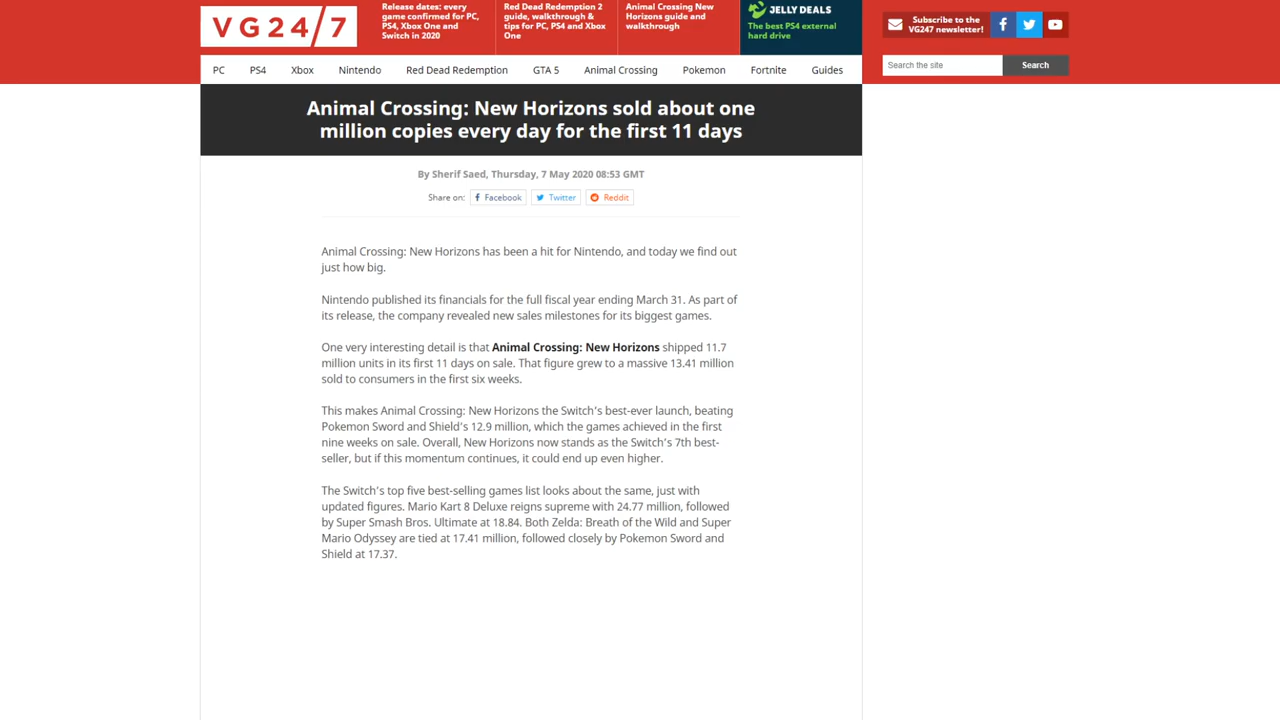 VG24/7
Release dates: every
game confirmed for PC,
PS4, Xbox One and
Switch in 2020
Red Dead Redemption 2
guide, walkthrough &
tips for PC, PS4 and Xbox
One
Animal Crossing New
Horizons guide and
walkthrough
JELLY DEALS
The best PS4 external
hard drive
Subscribe to the
VG247 newsletter!
PC PS4 Xbox Nintendo Red Dead Redemption GTA 5 Animal Crossing Pokemon Fortnite Guides
Search the site Search
Animal Crossing: New Horizons sold about one
million copies every day for the first 11 days
By Sherif Saed, Thursday, 7 May 2020 08:53 GMT
Share on: Facebook Twitter Reddit
Animal Crossing: New Horizons has been a hit for Nintendo, and today we find out
just how big.
Nintendo published its financials for the full fiscal year ending March 31. As part of
its release, the company revealed new sales milestones for its biggest games.
One very interesting detail is that Animal Crossing: New Horizons shipped 11.7
million units in its first 11 days on sale. That figure grew to a massive 13.41 million
sold to consumers in the first six weeks.
This makes Animal Crossing: New Horizons the Switch's best-ever launch, beating
Pokemon Sword and Shield's 12.9 million, which the games achieved in the first
nine weeks on sale. Overall, New Horizons now stands as the Switch's 7th best-
seller, but if this momentum continues, it could end up even higher.
The Switch's top five best-selling games list looks about the same, just with
updated figures. Mario Kart 8 Deluxe reigns supreme with 24.77 million, followed
by Super Smash Bros. Ultimate at 18.84. Both Zelda: Breath of the Wild and Super
Mario Odyssey are tied at 17.41 million, followed closely by Pokemon Sword and
Shield at 17.37.